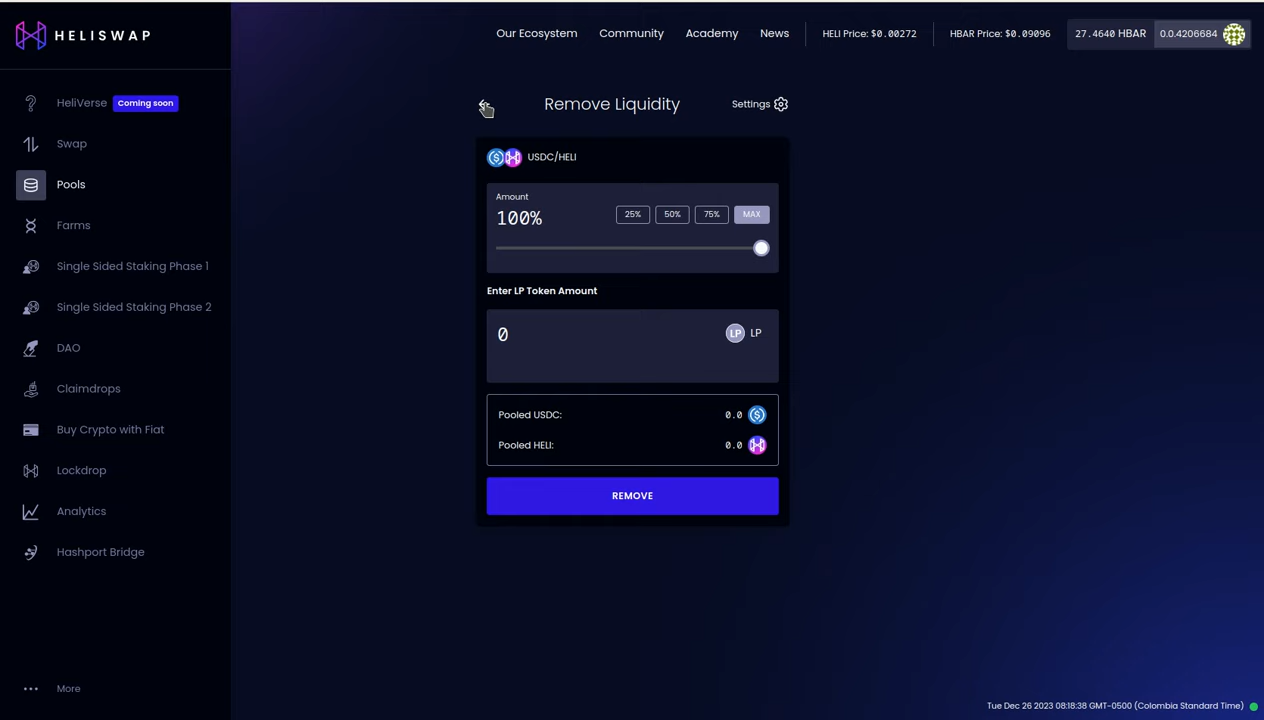 HELISWAP
Our Ecosystem Community Academy News HELI Price: $0.00272 HBAR Price: $0.09096 27.4640 HBAR 0.0.4206684
HeliVerse Coming soon
Swap
Pools
Farms
Single Sided Staking Phase 1
Single Sided Staking Phase 2
DAO
Claimdrops
Buy Crypto with Fiat
Lockdrop
Analytics
Hashport Bridge
More
Remove Liquidity Settings
USDC/HELI
Amount
100% 25% 50% 75% MAX
Enter LP Token Amount
0 LP LP
Pooled USDC: 0.0
Pooled HELI: 0.0
REMOVE
Tue Dec 26 2023 08:18:38 GMT-0500 (Colombia Standard Time)